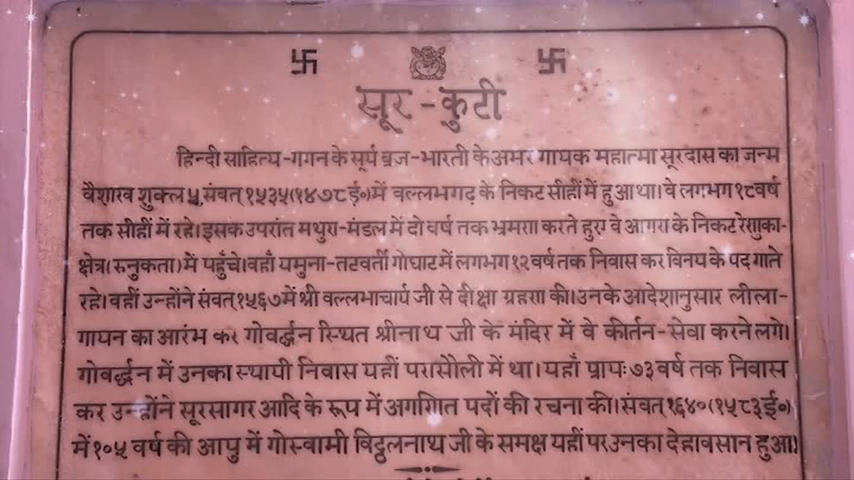 卐 卐
सूर-कुटी
हिन्दी साहित्य-गगन के सूर्य ब्रज-भारती के अमर गायक महात्मा सूरदास का जन्म
वैशाख शुक्ल ५ संवत् १५३५(१४७८ ई०)में वल्लभगढ़ के निकट सीहीं में हुआ था। वे लगभग १८ वर्ष
तक सीहीं में रहे। इसके उपरांत मथुरा-मंडल में दो वर्ष तक भ्रमण करते हुए वे आगरा के निकट रेणुका-
क्षेत्र(रुनुकता)में पहुँचे।वहाँ यमुना-तटवर्ती गोघाट में लगभग १२ वर्ष तक निवास कर विनय के पद गाते
रहे। वहीं उन्होंने संवत् १५६७ में श्री वल्लभाचार्य जी से दीक्षा ग्रहण की।उनके आदेशानुसार लीला-
गायन का आरंभ कर गोवर्द्धन स्थित श्रीनाथ जी के मंदिर में वे कीर्तन-सेवा करने लगे।
गोवर्द्धन में उनका स्थायी निवास यहीं परासौली में था। यहाँ प्रायः ७३ वर्ष तक निवास
कर उन्होंने सूरसागर आदि के रूप में अगणित पदों की रचना की। संवत् १६४०(१५८३ई०)
में १०५ वर्ष की आयु में गोस्वामी विट्ठलनाथ जी के समक्ष यहीं पर उनका देहावसान हुआ।